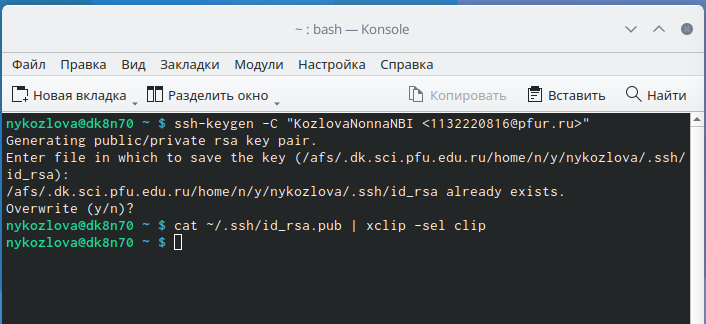 ~ : bash — Konsole
Файл Правка Вид Закладки Модули Настройка Справка
Новая вкладка Разделить окно Копировать Вставить Найти
nykozlova@dk8n70 ~ $ ssh-keygen -C "KozlovaNonnaNBI <1132220816@pfur.ru>"
Generating public/private rsa key pair.
Enter file in which to save the key (/afs/.dk.sci.pfu.edu.ru/home/n/y/nykozlova/.ssh/
id_rsa):
/afs/.dk.sci.pfu.edu.ru/home/n/y/nykozlova/.ssh/id_rsa already exists.
Overwrite (y/n)?
nykozlova@dk8n70 ~ $ cat ~/.ssh/id_rsa.pub | xclip -sel clip
nykozlova@dk8n70 ~ $